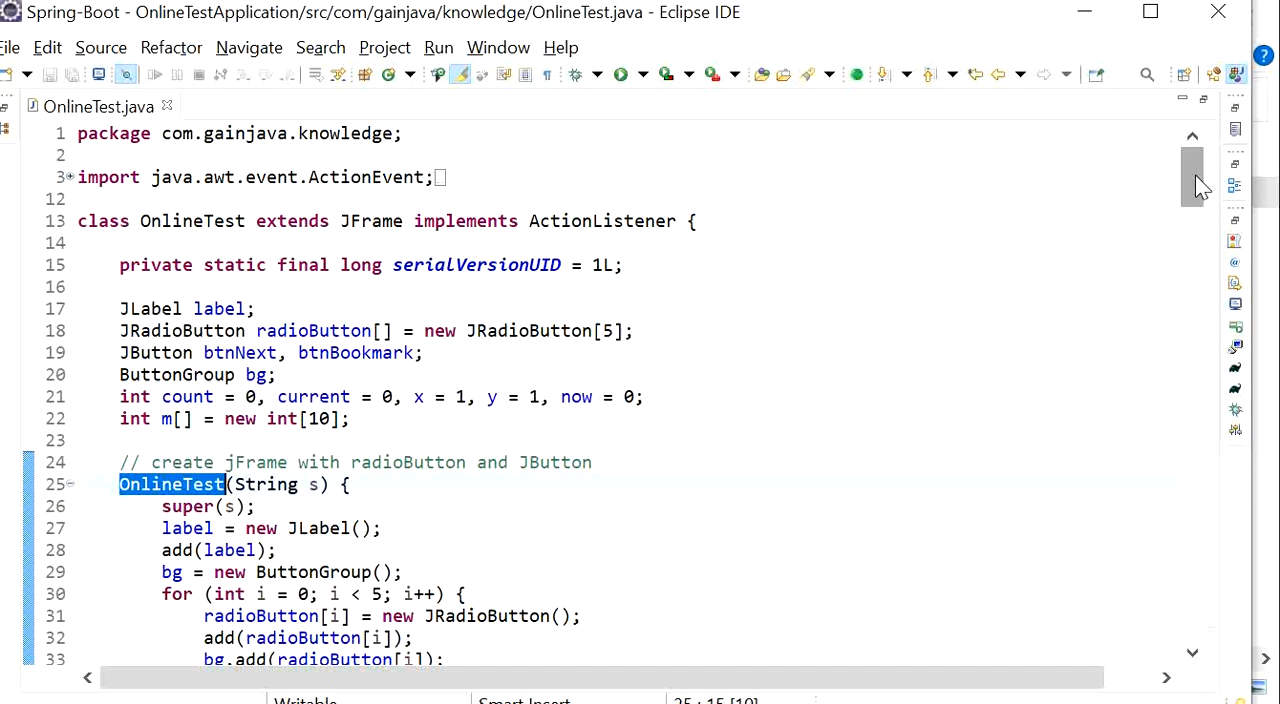 Spring-Boot - OnlineTestApplication/src/com/gainjava/knowledge/OnlineTest.java - Eclipse IDE
File Edit Source Refactor Navigate Search Project Run Window Help
OnlineTest.java
1 package com.gainjava.knowledge;
2
3 import java.awt.event.ActionEvent;
12
13 class OnlineTest extends JFrame implements ActionListener {
14
15 private static final long serialVersionUID = 1L;
16
17 JLabel label;
18 JRadioButton radioButton[] = new JRadioButton[5];
19 JButton btnNext, btnBookmark;
20 ButtonGroup bg;
21 int count = 0, current = 0, x = 1, y = 1, now = 0;
22 int m[] = new int[10];
23
24 // create jFrame with radioButton and JButton
25 OnlineTest(String s) {
26 super(s);
27 label = new JLabel();
28 add(label);
29 bg = new ButtonGroup();
30 for (int i = 0; i < 5; i++) {
31 radioButton[i] = new JRadioButton();
32 add(radioButton[i]);
33 bg.add(radioButton[i]);
Writable Smart Insert 25 : 15 [10]